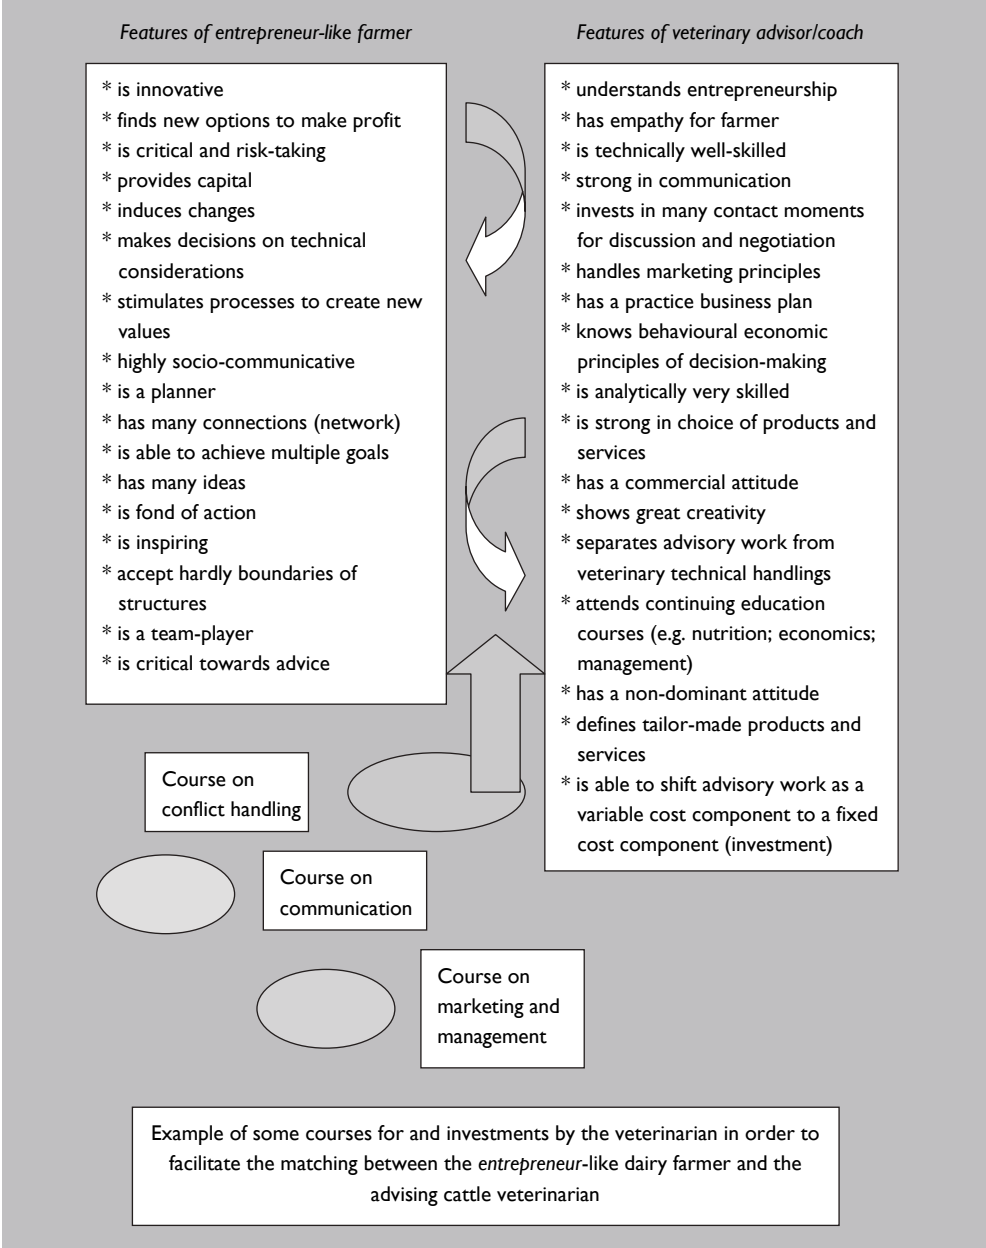 Features of entrepreneur-like farmer
* is innovative
* finds new options to make profit
* is critical and risk-taking
* provides capital
* induces changes
* makes decisions on technical
considerations
* stimulates processes to create new
values
* highly socio-communicative
* is a planner
* has many connections (network)
* is able to achieve multiple goals
* has many ideas
* is fond of action
* is inspiring
* accept hardly boundaries of
structures
* is a team-player
* is critical towards advice
Features of veterinary advisor/coach
* understands entrepreneurship
* has empathy for farmer
* is technically well-skilled
* strong in communication
* invests in many contact moments
for discussion and negotiation
* handles marketing principles
* has a practice business plan
* knows behavioural economic
principles of decision-making
* is analytically very skilled
* is strong in choice of products and
services
* has a commercial attitude
* shows great creativity
* separates advisory work from
veterinary technical handlings
* attends continuing education
courses (e.g. nutrition; economics;
management)
* has a non-dominant attitude
* defines tailor-made products and
services
* is able to shift advisory work as a
variable cost component to a fixed
cost component (investment)
Course on
conflict handling
Course on
communication
Course on
marketing and
management
Example of some courses for and investments by the veterinarian in order to
facilitate the matching between the entrepreneur-like dairy farmer and the
advising cattle veterinarian